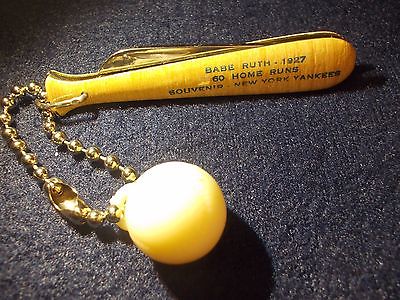 BABE RUTH - 1927
60 HOME RUNS
SOUVENIR - NEW YORK YANKEES